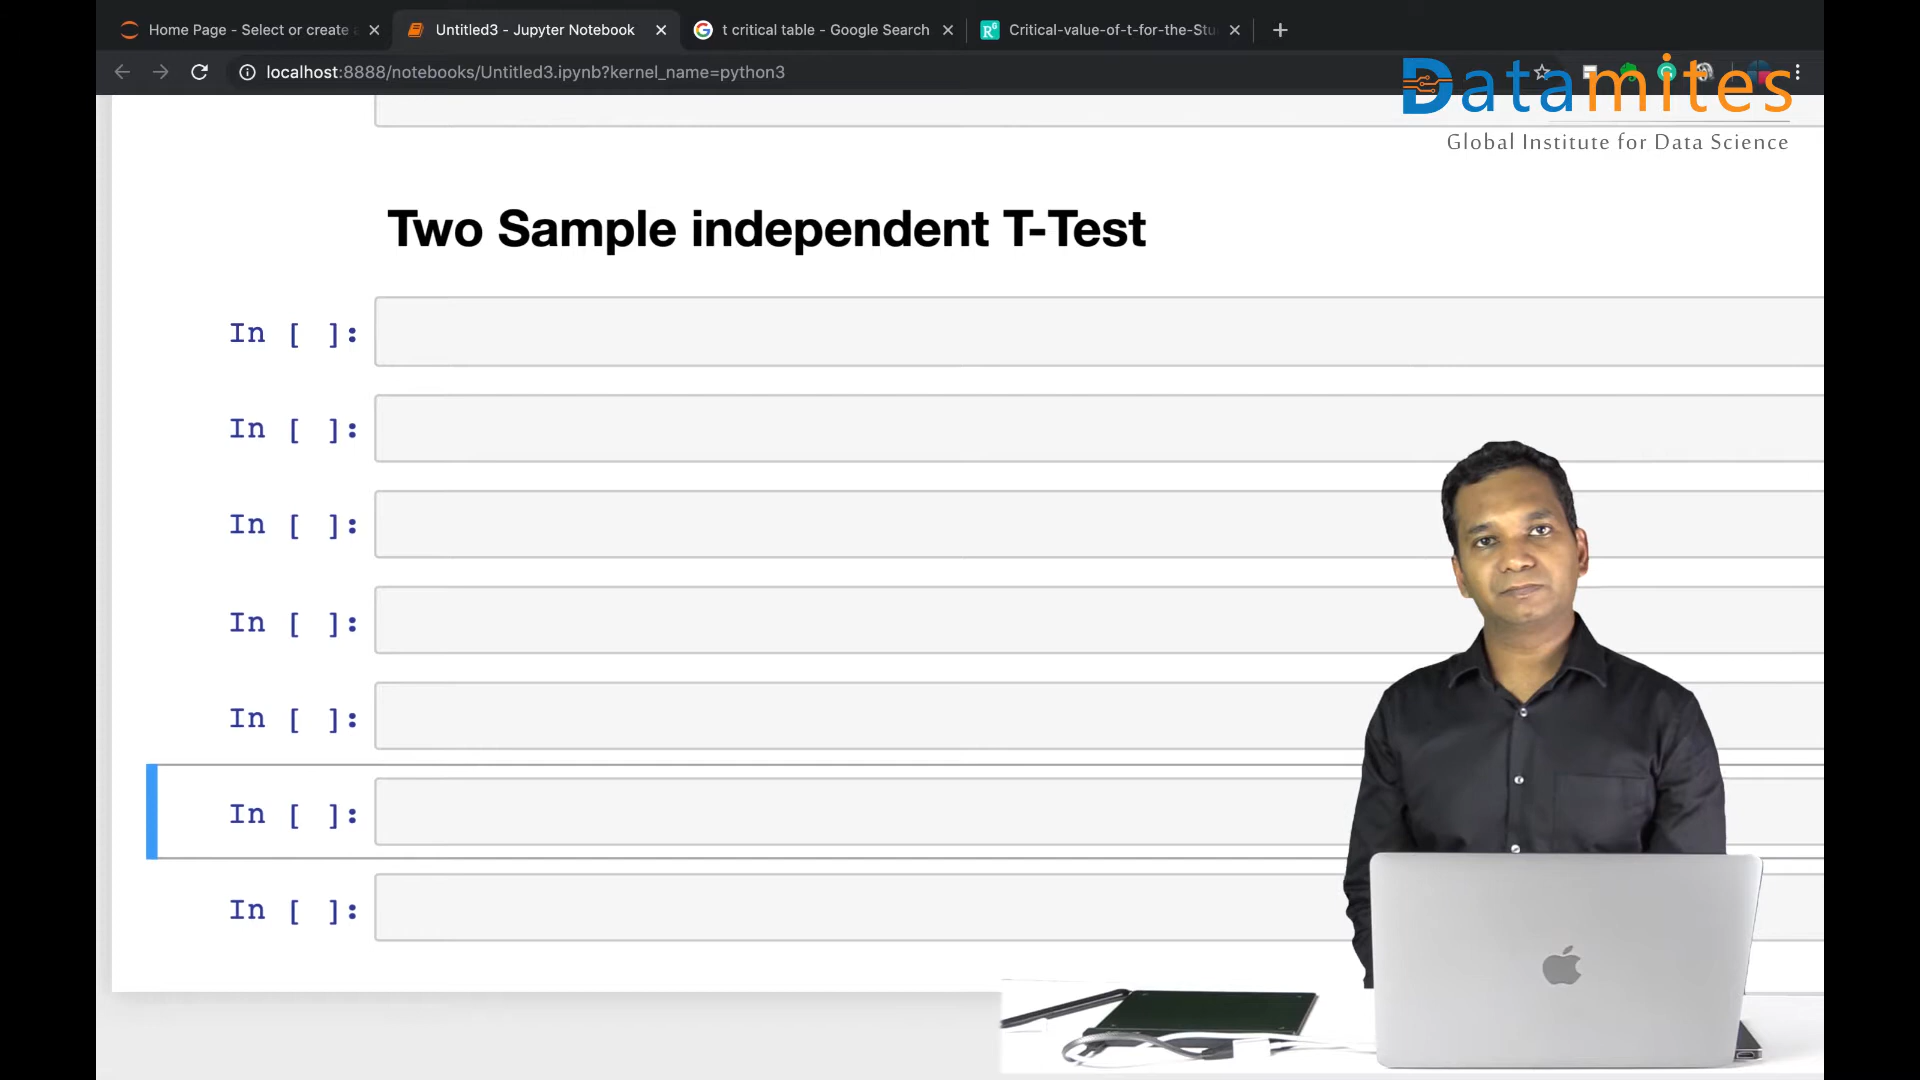 Home Page - Select or create a
Untitled3 - Jupyter Notebook
t critical table - Google Search
Critical-value-of-t-for-the-Stu
localhost:8888/notebooks/Untitled3.ipynb?kernel_name=python3
Datamites
Global Institute for Data Science
Two Sample independent T-Test
In [ ]:
In [ ]:
In [ ]:
In [ ]:
In [ ]:
In [ ]:
In [ ]: